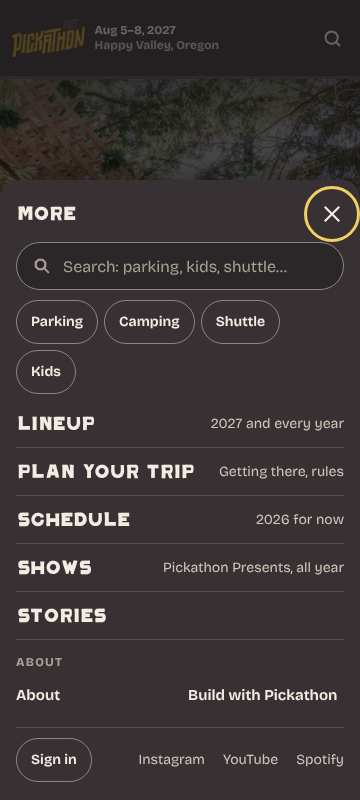 PICKATHON
Aug 5–8, 2027
Happy Valley, Oregon
MORE
Search: parking, kids, shuttle...
Parking
Camping
Shuttle
Kids
LINEUP
2027 and every year
PLAN YOUR TRIP
Getting there, rules
SCHEDULE
2026 for now
SHOWS
Pickathon Presents, all year
STORIES
ABOUT
About
Build with Pickathon
Sign in
Instagram
YouTube
Spotify